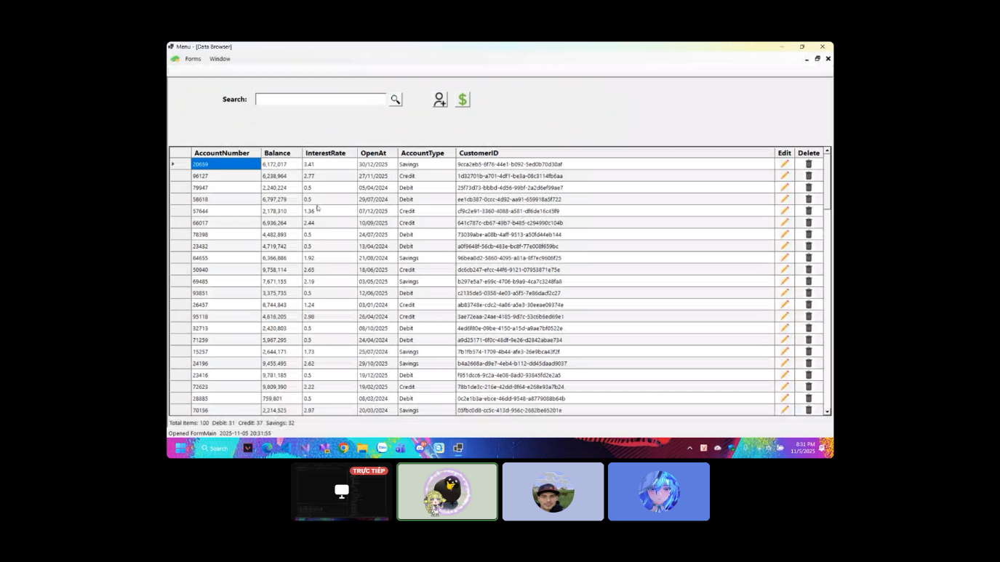 Menu - [Data Browser]
Forms Window
Search:
AccountNumber Balance InterestRate OpenAt AccountType CustomerID Edit Delete
20659 6,172,017 3.41 30/12/2025 Savings 9cca2eb5-6f76-44e1-b092-5ed0b70d30af
96127 6,238,964 2.77 27/11/2025 Credit 1d32701b-a701-4df1-be3a-08c3114fb6aa
79947 2,240,224 0.5 05/04/2024 Debit 25f73d73-bbbd-4d56-99bf-2a2d6ef99ae7
58618 6,797,279 0.5 29/07/2024 Debit ee1cb387-0ccc-4d92-aa91-659918a5f722
57644 2,178,310 1.36 07/12/2025 Credit cf9c2e91-3360-4088-a581-df6de16c45f9
66017 6,936,264 2.44 10/09/2025 Credit 641c787c-cb67-49b7-b485-c294990c104b
78398 4,482,893 0.5 24/07/2025 Debit 73039abe-a08b-4aff-9513-a50fd44eb144
23432 4,719,742 0.5 13/04/2024 Debit a0f9648f-56cb-483e-bc8f-77e008f659bc
84655 6,366,886 1.92 21/08/2024 Savings 96bea8d2-5860-4095-a81a-8f7ec9606f25
50940 9,758,114 2.65 18/06/2025 Credit dc6cb247-efcc-44f6-9121-07953871e75e
69485 7,671,155 2.19 03/05/2025 Savings b297e5a7-e99c-4706-b9a9-4ca7c3248fa8
93851 3,375,735 0.5 12/06/2025 Debit c2135de5-0358-4e03-a5f5-7e86dacf2c27
26457 8,744,843 1.24 03/01/2024 Credit ab83748e-cdc2-4a86-a5e3-30eeae09374e
95118 4,616,205 2.98 26/04/2024 Credit 3ae72eaa-24ae-4185-9d7c-53c6b6ed69e1
32713 2,420,803 0.5 08/10/2025 Debit 4ed6f80e-09be-4150-a15d-a9ae7bf0522e
71259 5,967,295 0.5 24/04/2024 Debit a9d25171-6f0c-48df-9e26-d2842abae734
15257 2,644,171 1.73 25/07/2024 Savings 7b1fb574-1709-4b44-afe3-26e9bca43f2f
24196 9,455,495 2.62 29/10/2025 Savings b4a2668a-d9e7-4eb4-b112-dd45daad9037
23416 9,781,185 0.5 19/12/2025 Debit f951dcc6-9c2a-4e08-8ad0-93845fd2e2a5
72623 9,809,390 2.22 19/02/2025 Credit 78b1de3c-216e-42dd-8f64-e268e93a7b24
28885 759,801 0.5 08/03/2024 Debit 0c2e1b3a-ebce-46dd-9548-a8779088b64b
70156 2,214,525 2.97 20/03/2024 Savings 05fbc0d8-cc5c-413d-956c-2682be65201e
Total Items: 100 Debit: 31 Credit: 37 Savings: 32
Opened FormMain 2025-11-05 20:31:55
Search
Zalo
8:31 PM
11/5/2025
TRỰC TIẾP